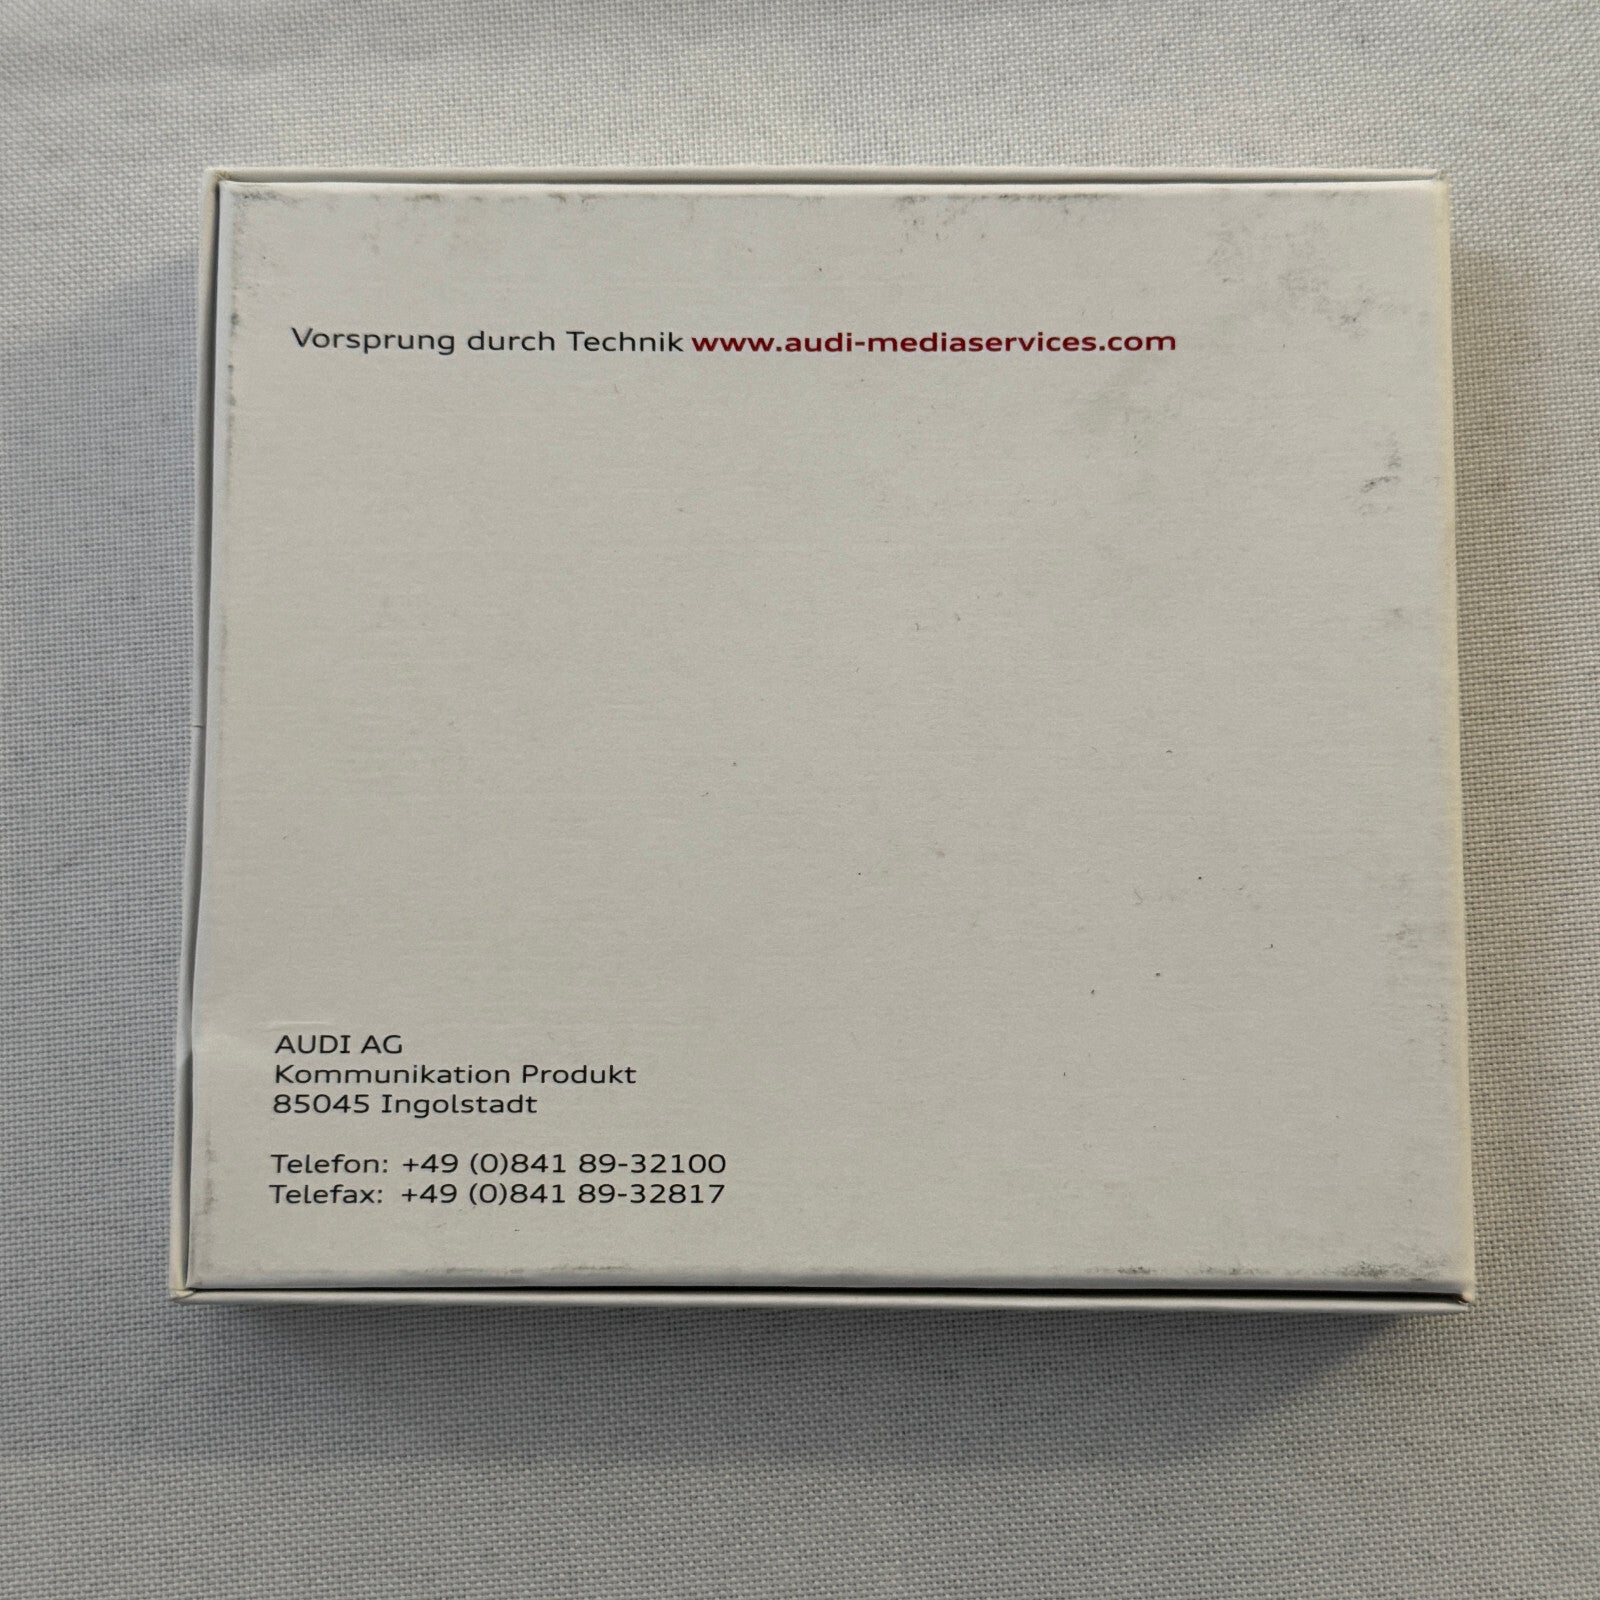 Vorsprung durch Technik www.audi-mediaservices.com
AUDI AG
Kommunikation Produkt
85045 Ingolstadt
Telefon: +49 (0)841 89-32100
Telefax: +49 (0)841 89-32817